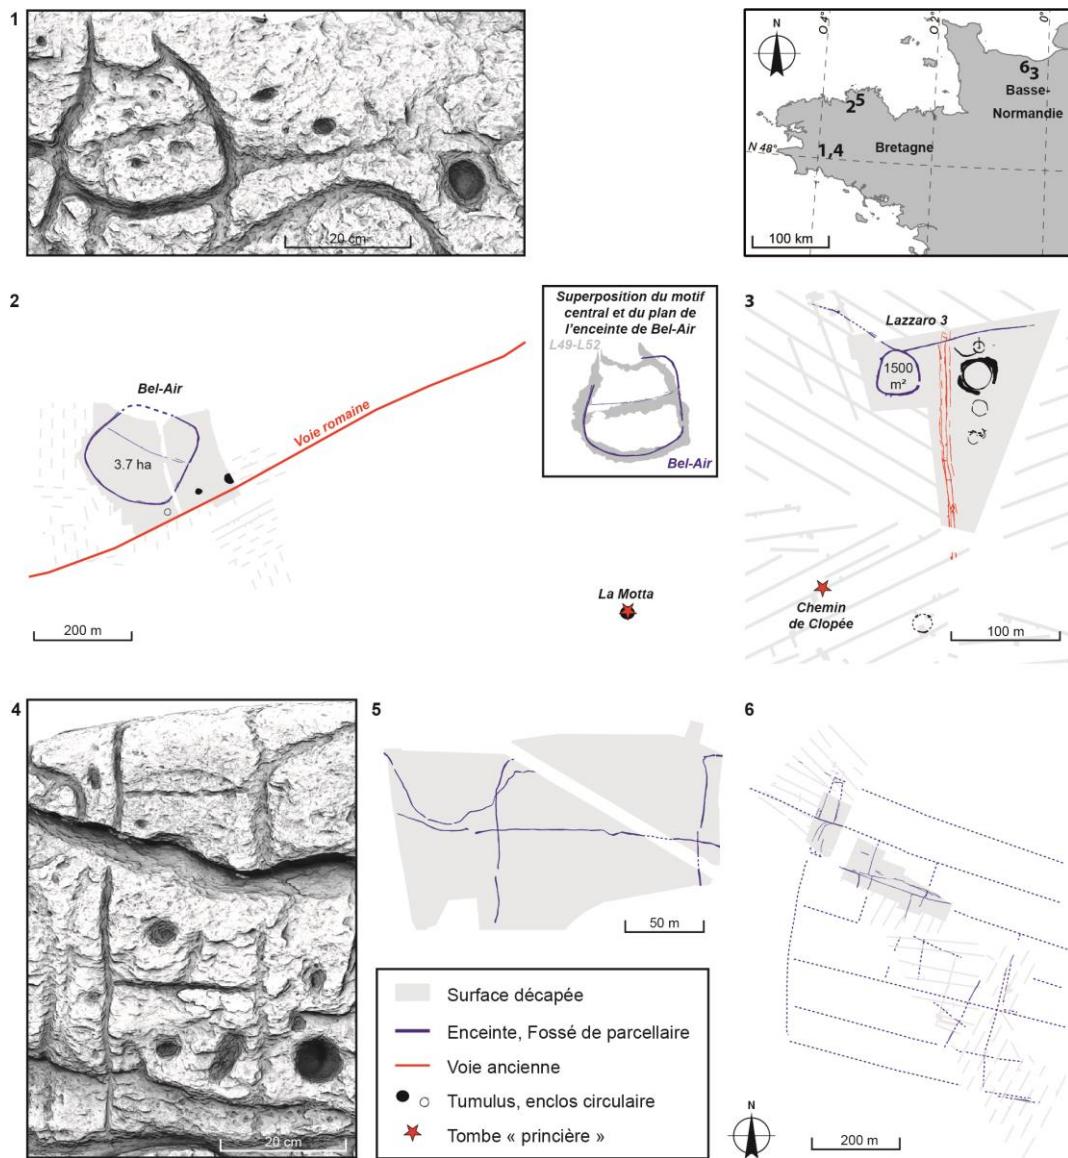 1
20 cm
N
O 4°
O 2°
0°
6 3
Basse-
Normandie
2 5
N 48°
1,4
Bretagne
100 km
2
Bel-Air
3.7 ha
Voie romaine
200 m
La Motta
Superposition du motif
central et du plan de
l'enceinte de Bel-Air
L49-L52
Bel-Air
3
Lazzaro 3
1500
m²
Chemin
de Clopée
100 m
4
20 cm
5
50 m
Surface décapée
Enceinte, Fossé de parcellaire
Voie ancienne
Tumulus, enclos circulaire
Tombe « princière »
6
N
200 m